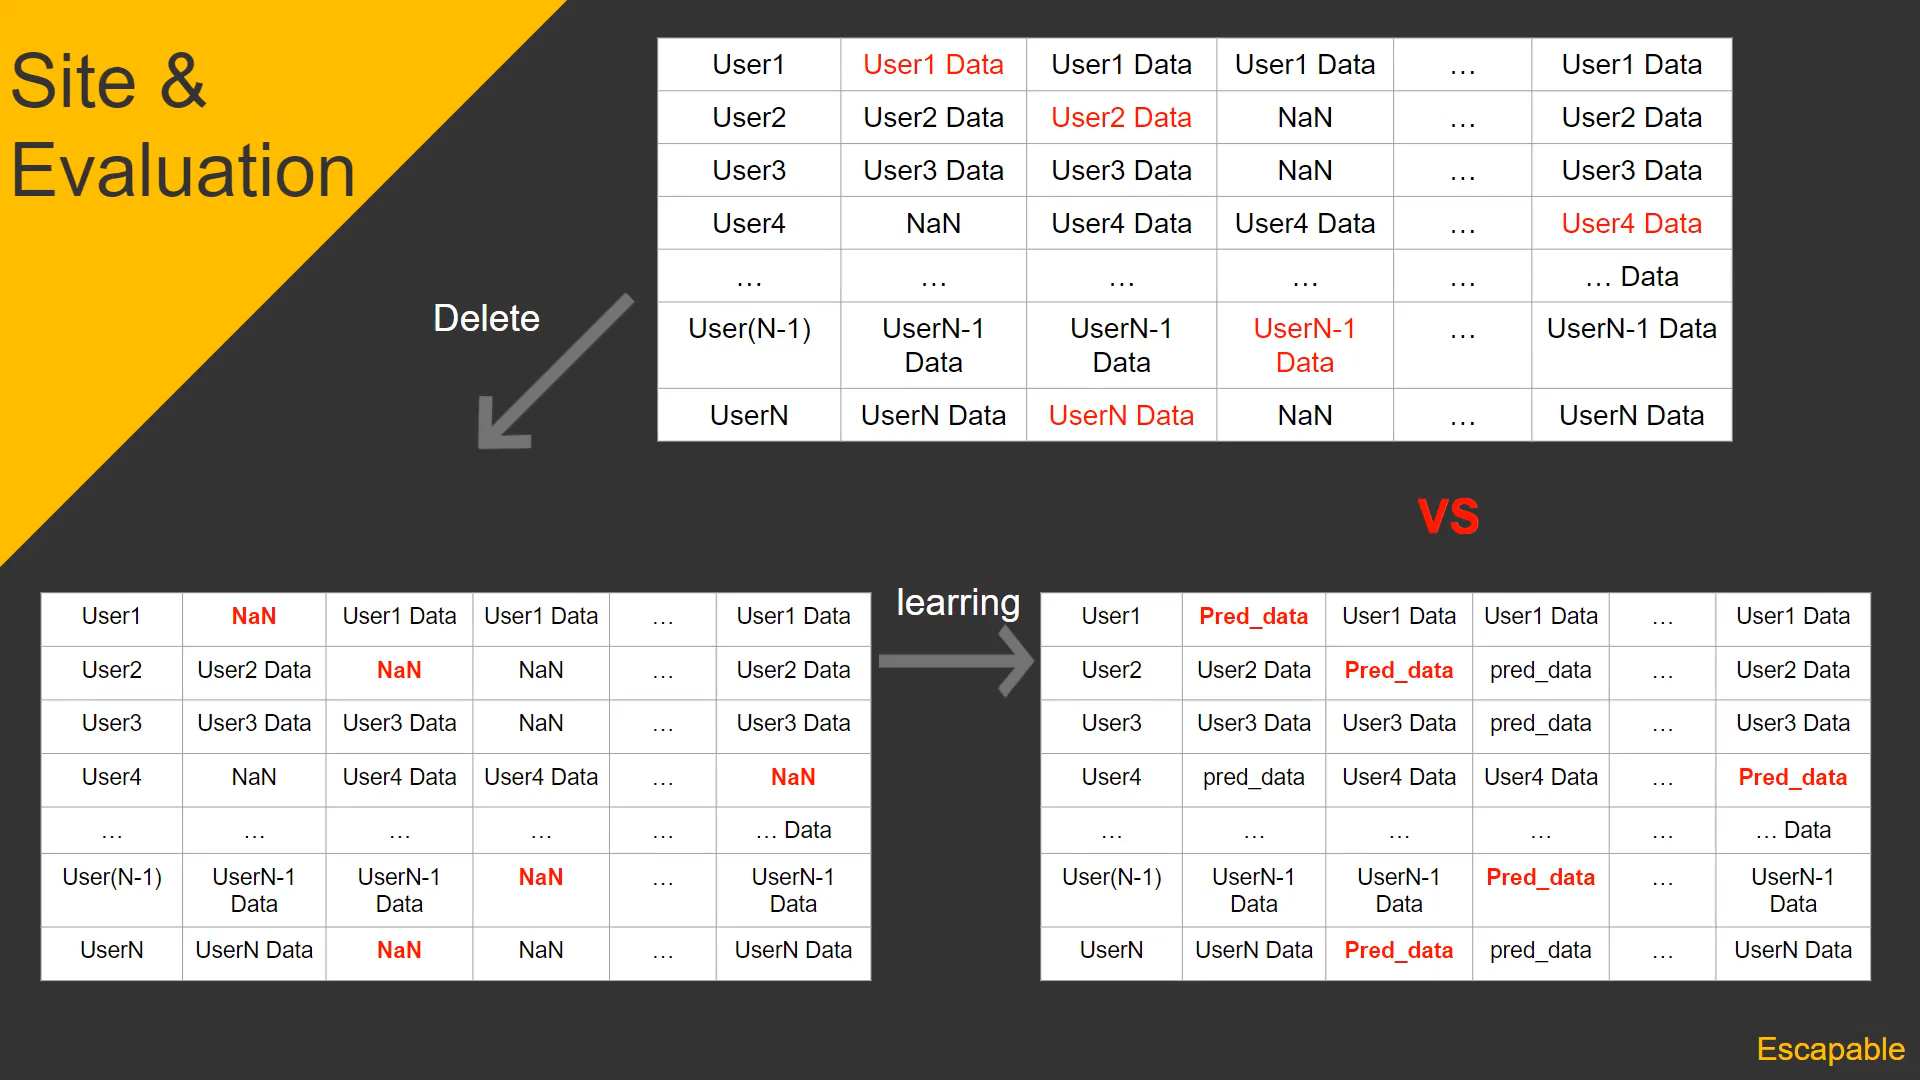 Site &
Evaluation
User1 User1 Data User1 Data User1 Data … User1 Data
User2 User2 Data User2 Data NaN … User2 Data
User3 User3 Data User3 Data NaN … User3 Data
User4 NaN User4 Data User4 Data … User4 Data
… … … … … … Data
User(N-1) UserN-1 Data UserN-1 Data UserN-1 Data … UserN-1 Data
UserN UserN Data UserN Data NaN … UserN Data
Delete
VS
User1 NaN User1 Data User1 Data … User1 Data
User2 User2 Data NaN NaN … User2 Data
User3 User3 Data User3 Data NaN … User3 Data
User4 NaN User4 Data User4 Data … NaN
… … … … … … Data
User(N-1) UserN-1 Data UserN-1 Data NaN … UserN-1 Data
UserN UserN Data NaN NaN … UserN Data
learring
User1 Pred_data User1 Data User1 Data … User1 Data
User2 User2 Data Pred_data pred_data … User2 Data
User3 User3 Data User3 Data pred_data … User3 Data
User4 pred_data User4 Data User4 Data … Pred_data
… … … … … … Data
User(N-1) UserN-1 Data UserN-1 Data Pred_data … UserN-1 Data
UserN UserN Data Pred_data pred_data … UserN Data
Escapable